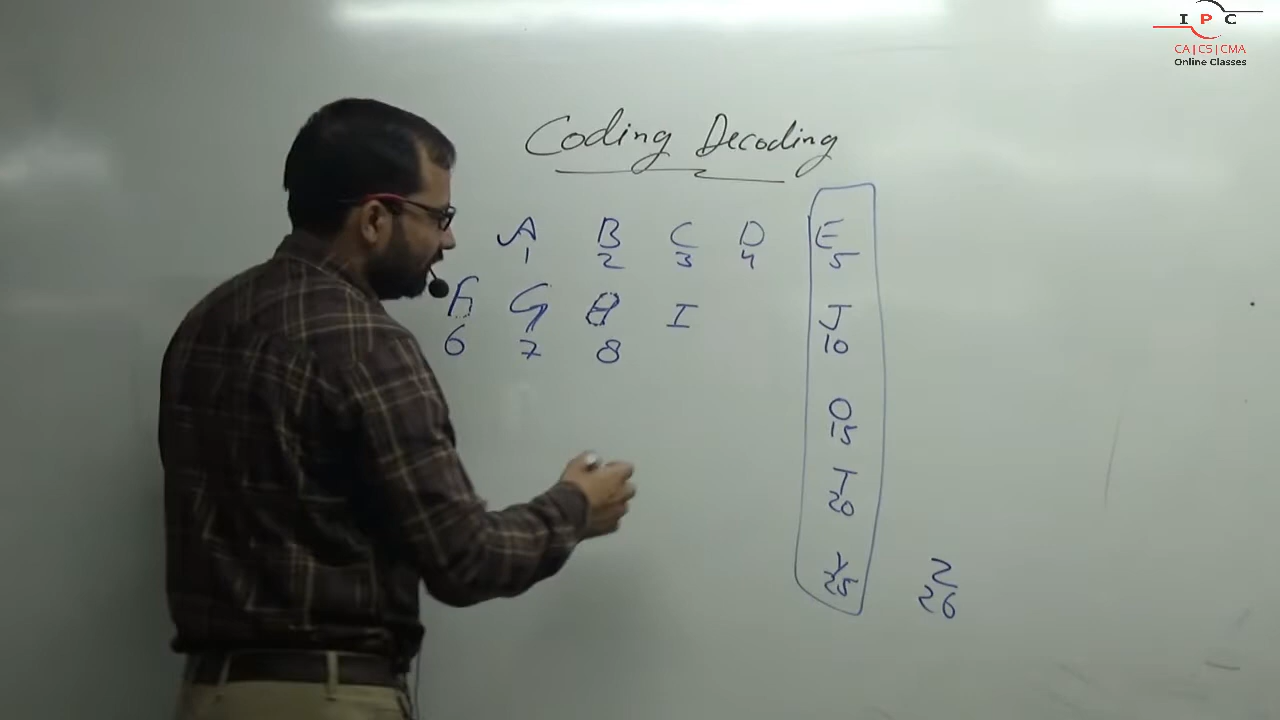 I P C
CA|CS|CMA
Online Classes
Coding Decoding
A B C D E
1 2 3 4 5
F G H I J
6 7 8 10
O
15
T
20
Y Z
25 26